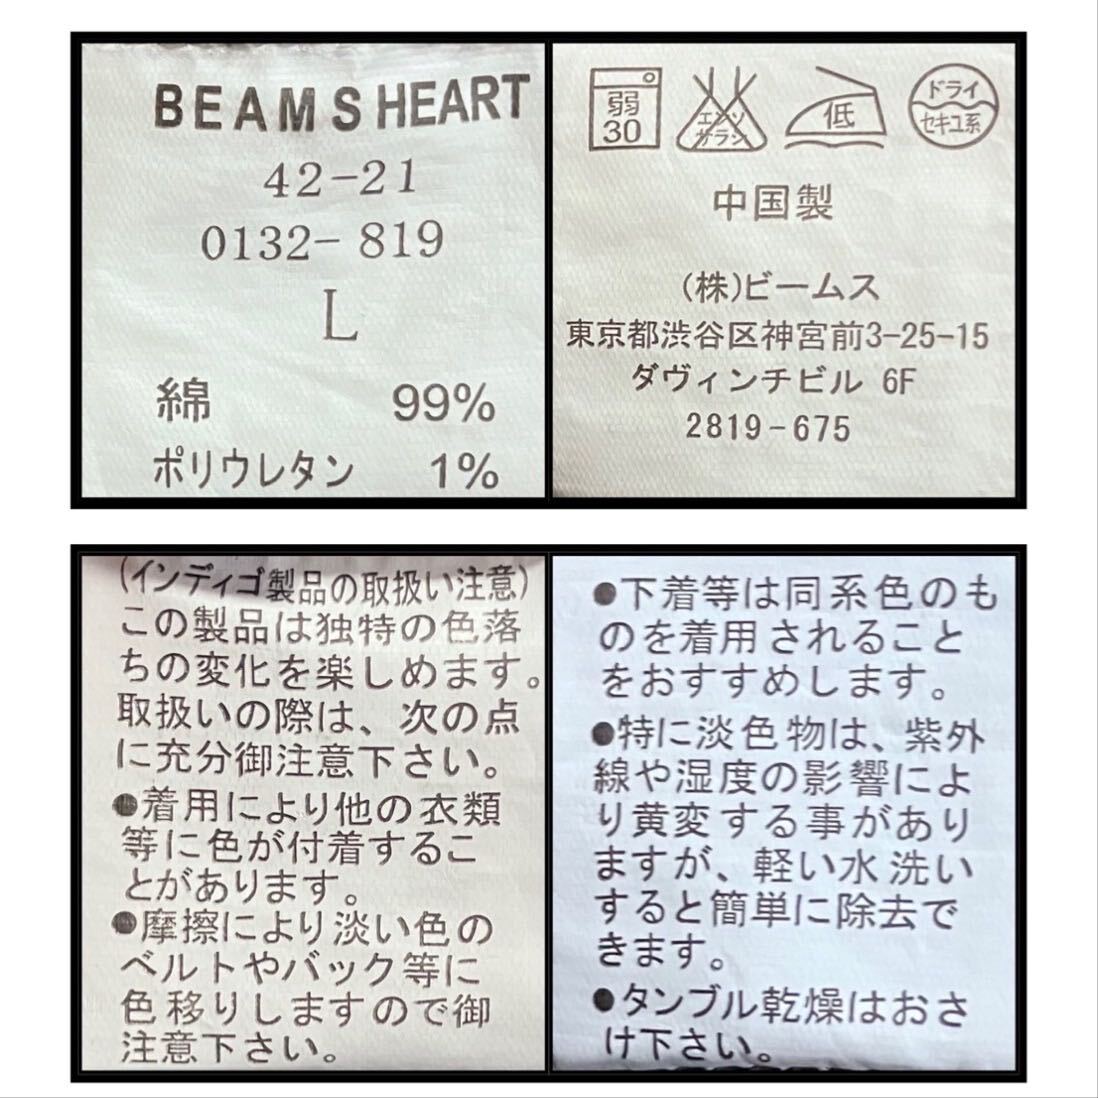 BEAMS HEART
42-21
0132-819
L
綿 99%
ポリウレタン 1%
弱
30
エンソ
サラシ
低
ドライ
セキユ系
中国製
(株)ビームス
東京都渋谷区神宮前3-25-15
ダヴィンチビル 6F
2819-675
(インディゴ製品の取扱い注意)
この製品は独特の色落
ちの変化を楽しめます。
取扱いの際は、次の点
に充分御注意下さい。
●着用により他の衣類
等に色が付着するこ
とがあります。
●摩擦により淡い色の
ベルトやバック等に
色移りしますので御
注意下さい。
●下着等は同系色のも
のを着用されること
をおすすめします。
●特に淡色物は、紫外
線や湿度の影響によ
り黄変する事があり
ますが、軽い水洗い
すると簡単に除去で
きます。
●タンブル乾燥はおさ
け下さい。